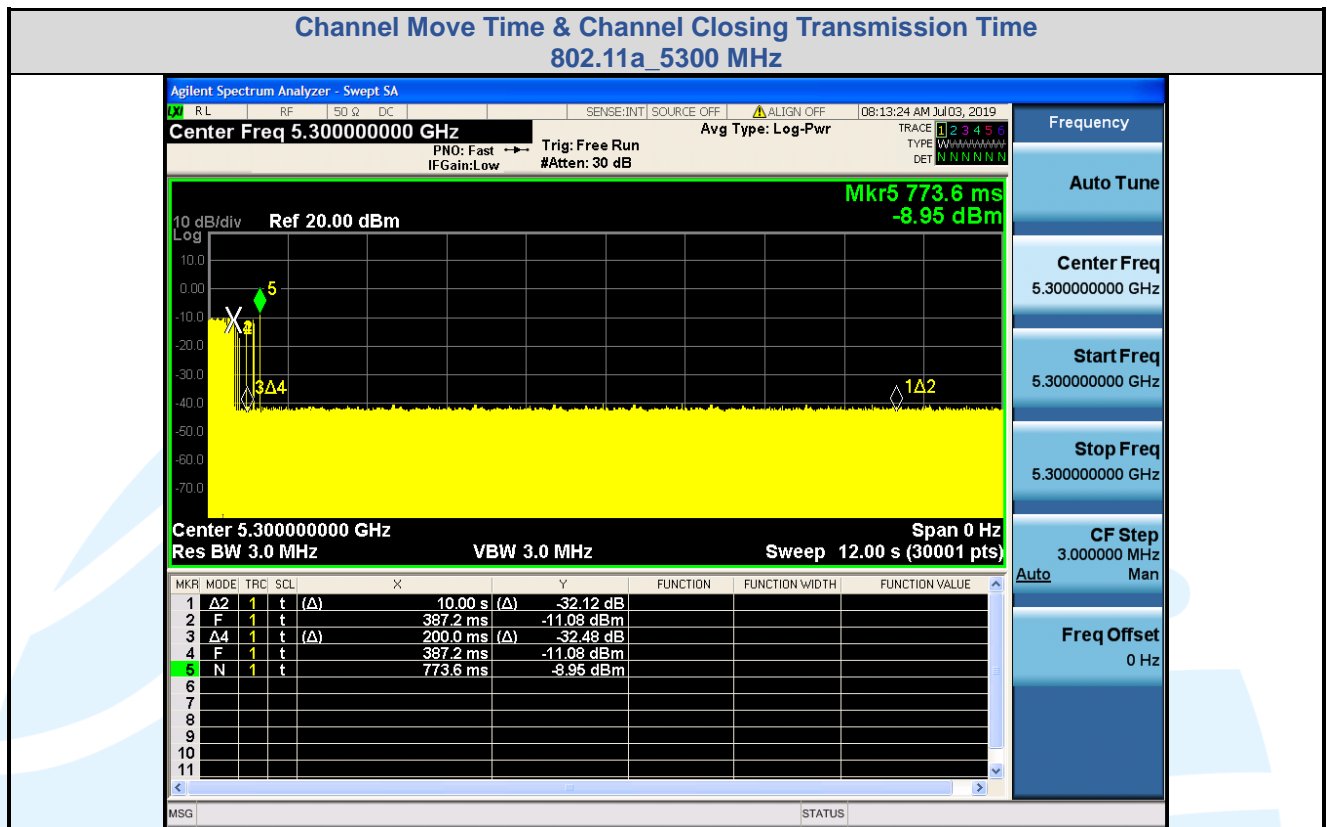 Channel Move Time & Channel Closing Transmission Time
802.11a_5300 MHz
Agilent Spectrum Analyzer - Swept SA
LXI RL RF 50 Ω DC SENSE:INT SOURCE OFF ALIGN OFF 08:13:24 AM Jul 03, 2019
Center Freq 5.300000000 GHz
PNO: Fast
IFGain:Low
Trig: Free Run
#Atten: 30 dB
Avg Type: Log-Pwr
TRACE 1 2 3 4 5 6
TYPE W
DET N N N N N N
Mkr5 773.6 ms
-8.95 dBm
10 dB/div Ref 20.00 dBm
Log
10.0
0.00
-10.0
-20.0
-30.0
-40.0
-50.0
-60.0
-70.0
5
3Δ4
1Δ2
Center 5.300000000 GHz Span 0 Hz
Res BW 3.0 MHz VBW 3.0 MHz Sweep 12.00 s (30001 pts)
MKR MODE TRC SCL X Y FUNCTION FUNCTION WIDTH FUNCTION VALUE
1 Δ2 1 t (Δ) 10.00 s (Δ) -32.12 dB
2 F 1 t 387.2 ms -11.08 dBm
3 Δ4 1 t (Δ) 200.0 ms (Δ) -32.48 dB
4 F 1 t 387.2 ms -11.08 dBm
5 N 1 t 773.6 ms -8.95 dBm
6
7
8
9
10
11
MSG STATUS
Frequency
Auto Tune
Center Freq
5.300000000 GHz
Start Freq
5.300000000 GHz
Stop Freq
5.300000000 GHz
CF Step
3.000000 MHz
Auto Man
Freq Offset
0 Hz